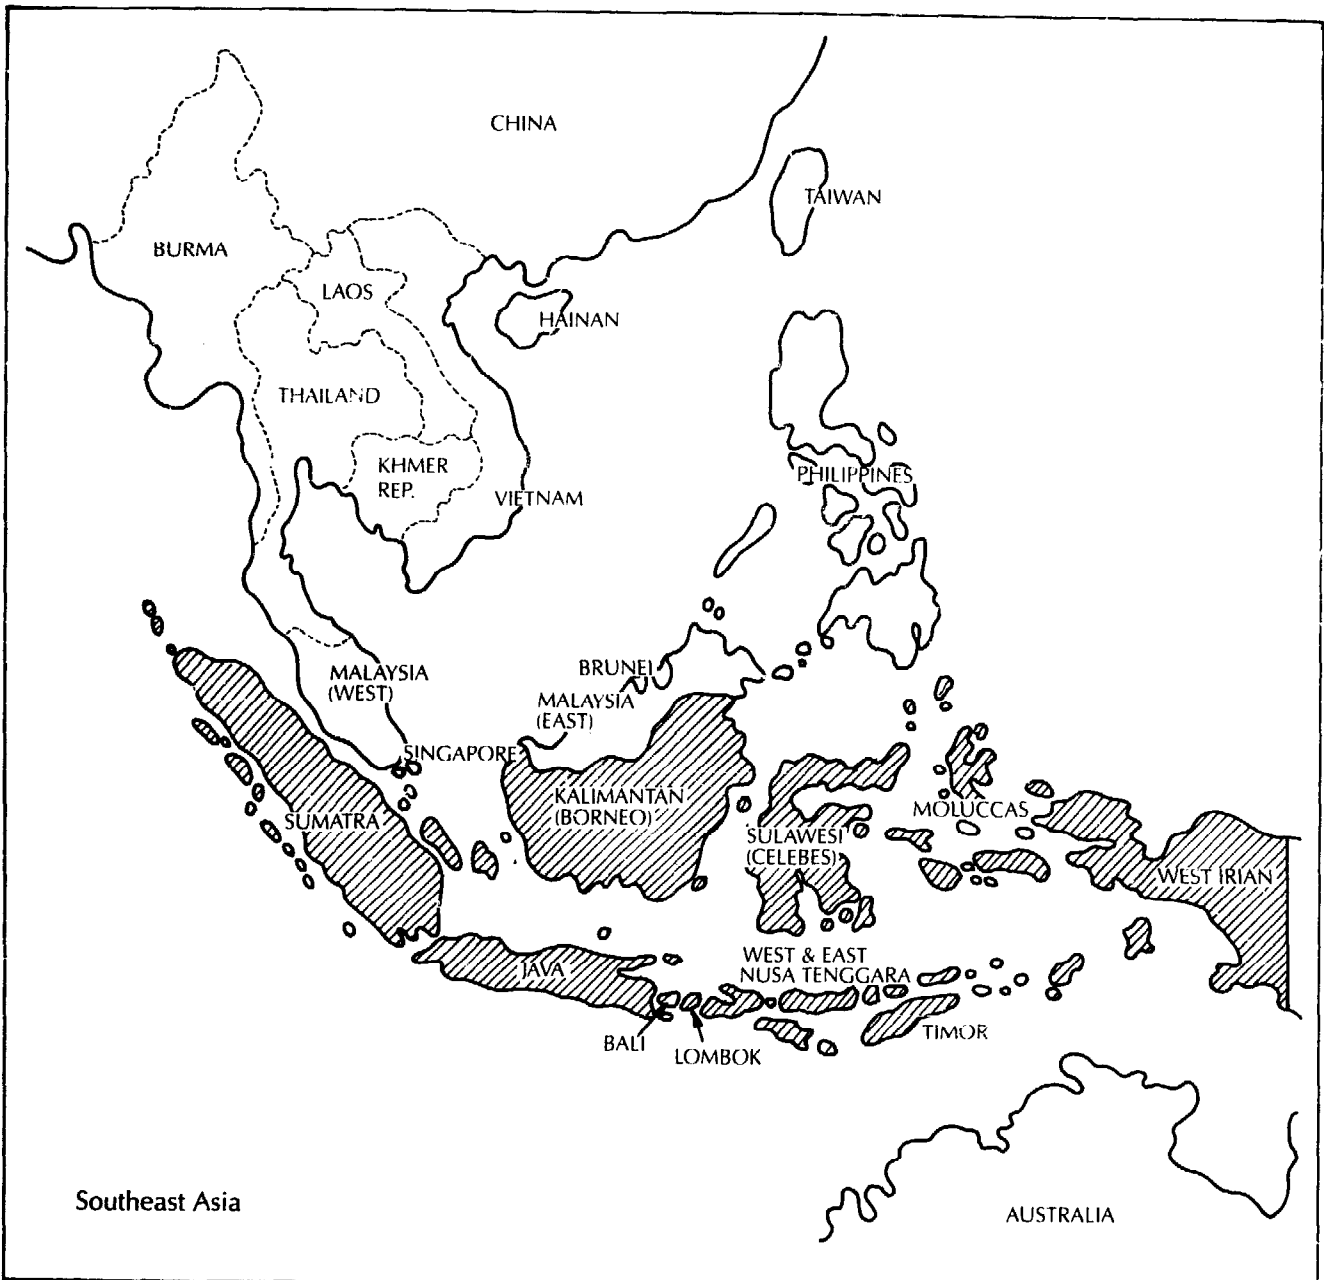 CHINA
TAIWAN
BURMA
LAOS
HAINAN
THAILAND
KHMER
REP.
PHILIPPINES
VIETNAM
MALAYSIA
(WEST)
BRUNEI
MALAYSIA
(EAST)
SINGAPORE
KALIMANTAN
(BORNEO)
MOLUCCAS
SUMATRA
SULAWESI
(CELEBES)
WEST IRIAN
WEST & EAST
NUSA TENGGARA
JAVA
TIMOR
BALI
LOMBOK
Southeast Asia
AUSTRALIA